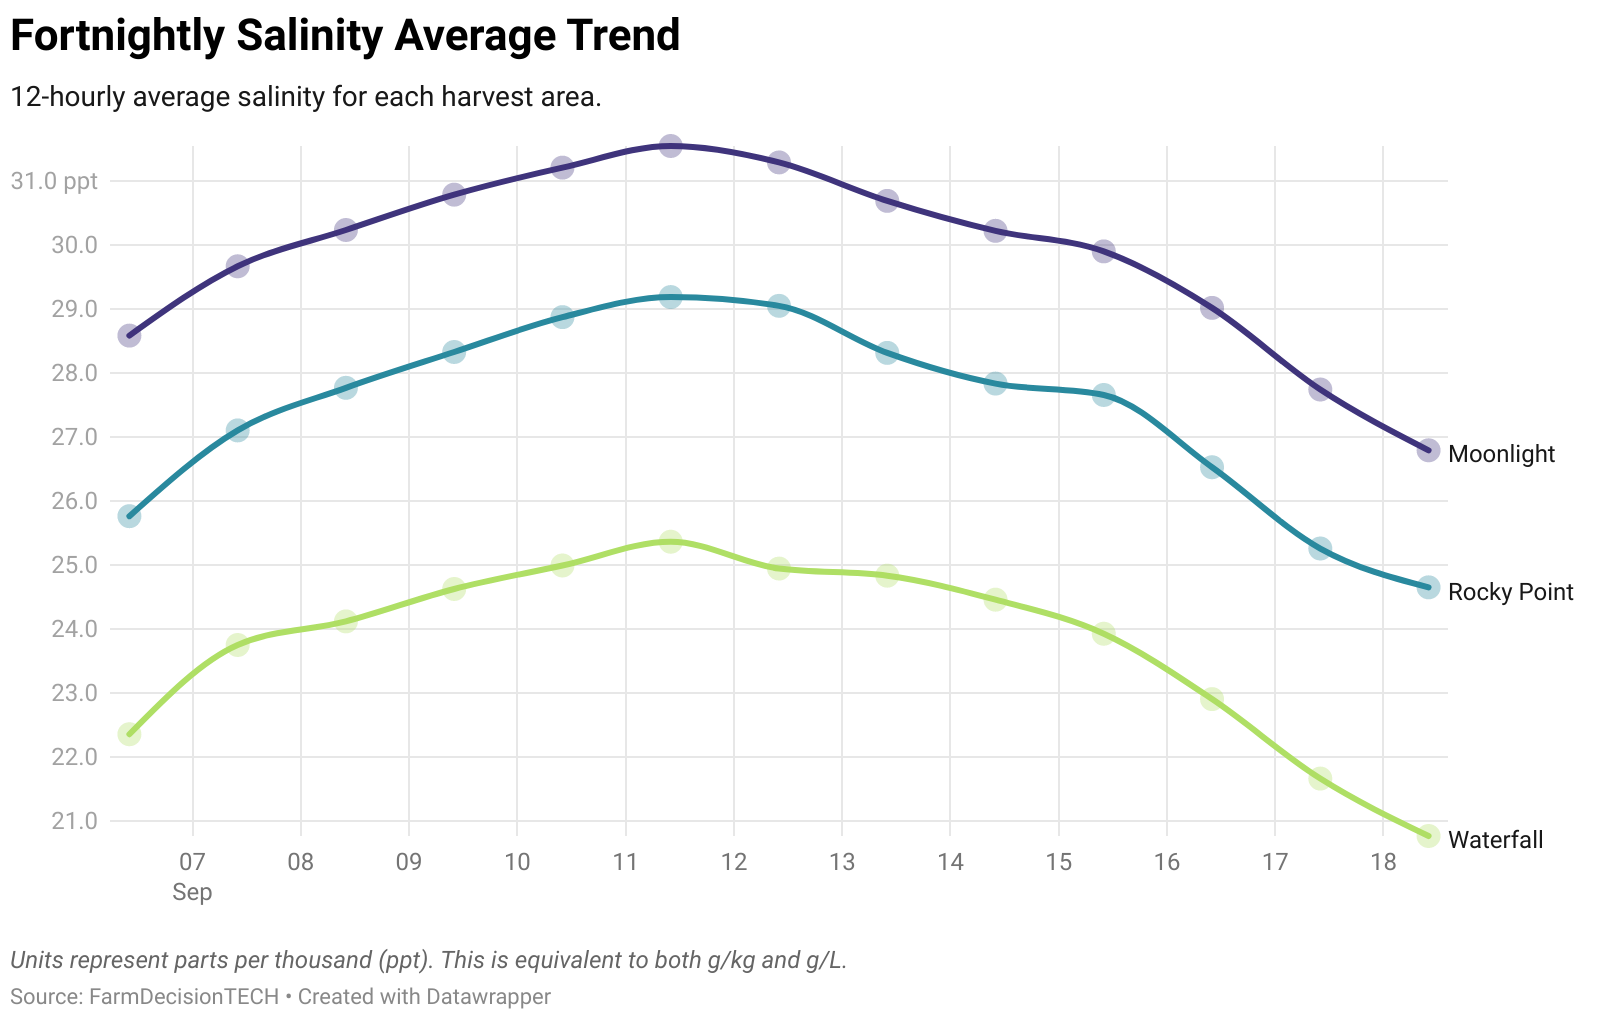 Fortnightly Salinity Average Trend
12-hourly average salinity for each harvest area.
31.0 ppt
30.0
29.0
28.0
27.0
26.0
25.0
24.0
23.0
22.0
21.0
Moonlight
Rocky Point
Waterfall
07 08 09 10 11 12 13 14 15 16 17 18
Sep
Units represent parts per thousand (ppt). This is equivalent to both g/kg and g/L.
Source: FarmDecisionTECH • Created with Datawrapper